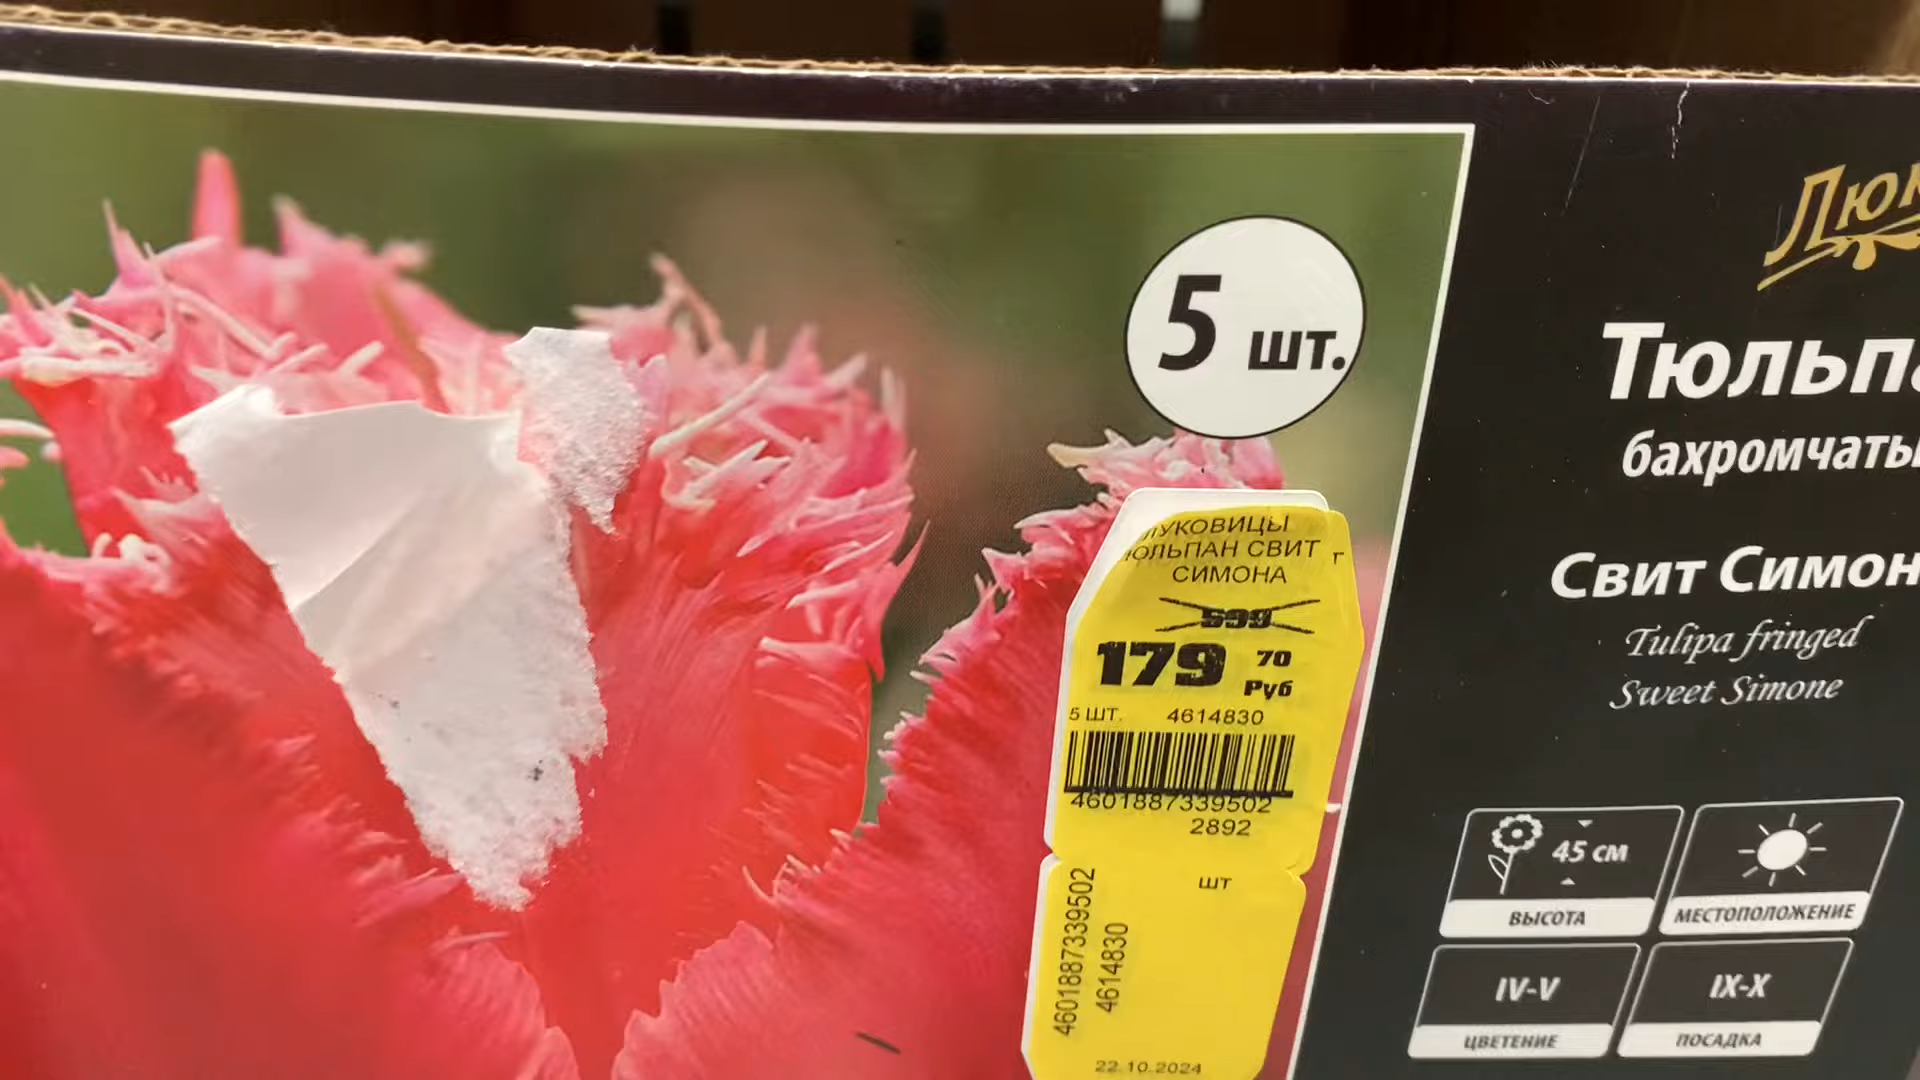 5 шт.
Тюльпа
бахромчаты
Свит Симон
Tulipa fringed
Sweet Simone
ЛУКОВИЦЫ
ЮЛЬПАН СВИТ Г
СИМОНА
599
179 70
Руб
5 ШТ. 4614830
4601887339502
2892
шт
4601887339502
4614830
22.10.2024
45 см
ВЫСОТА
МЕСТОПОЛОЖЕНИЕ
IV-V
ЦВЕТЕНИЕ
IX-X
ПОСАДКА